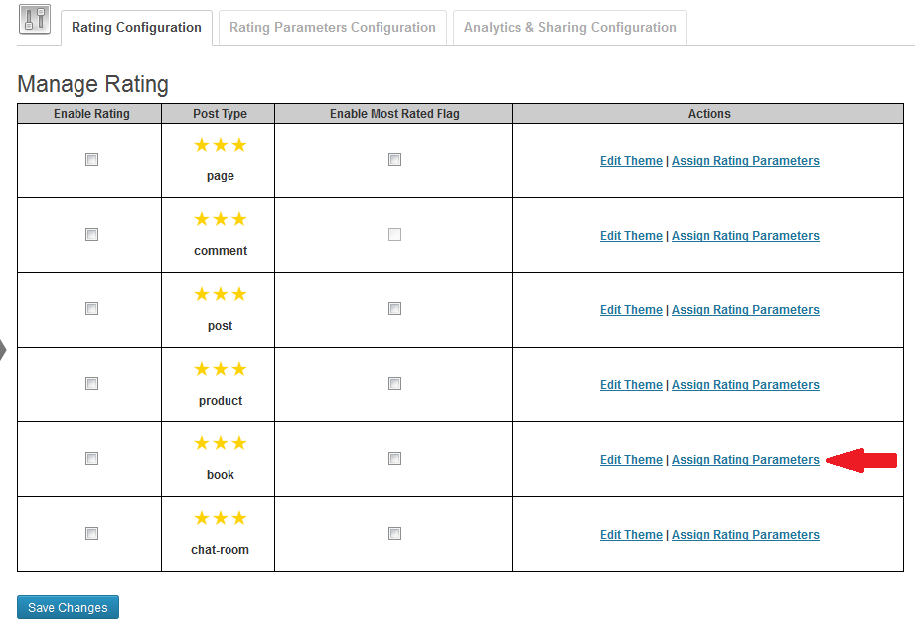 Rating Configuration Rating Parameters Configuration Analytics & Sharing Configuration
Manage Rating
Enable Rating Post Type Enable Most Rated Flag Actions
page
Edit Theme | Assign Rating Parameters
comment
Edit Theme | Assign Rating Parameters
post
Edit Theme | Assign Rating Parameters
product
Edit Theme | Assign Rating Parameters
book
Edit Theme | Assign Rating Parameters
chat-room
Edit Theme | Assign Rating Parameters
Save Changes